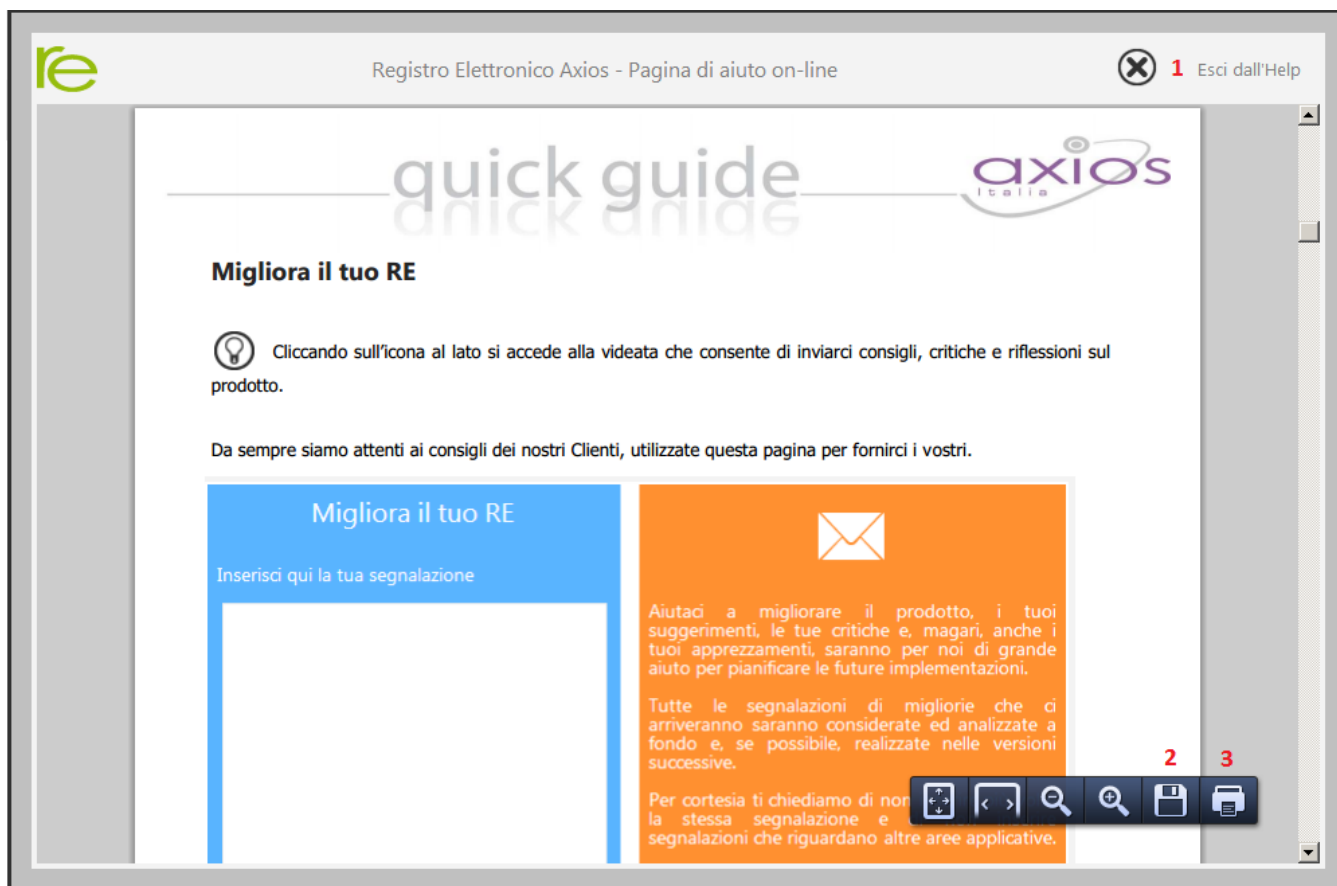 re
Registro Elettronico Axios - Pagina di aiuto on-line
1 Esci dall'Help
quick guide
axios
Italia
Migliora il tuo RE
Cliccando sull'icona al lato si accede alla videata che consente di inviarci consigli, critiche e riflessioni sul
prodotto.
Da sempre siamo attenti ai consigli dei nostri Clienti, utilizzate questa pagina per fornirci i vostri.
Migliora il tuo RE
Inserisci qui la tua segnalazione
Aiutaci a migliorare il prodotto, i tuoi
suggerimenti, le tue critiche e, magari, anche i
tuoi apprezzamenti, saranno per noi di grande
aiuto per pianificare le future implementazioni.
Tutte le segnalazioni di migliorie che ci
arriveranno saranno considerate ed analizzate a
fondo e, se possibile, realizzate nelle versioni
successive.
2 3
Per cortesia ti chiediamo di non
la stessa segnalazione e
segnalazioni che riguardano altre aree applicative.